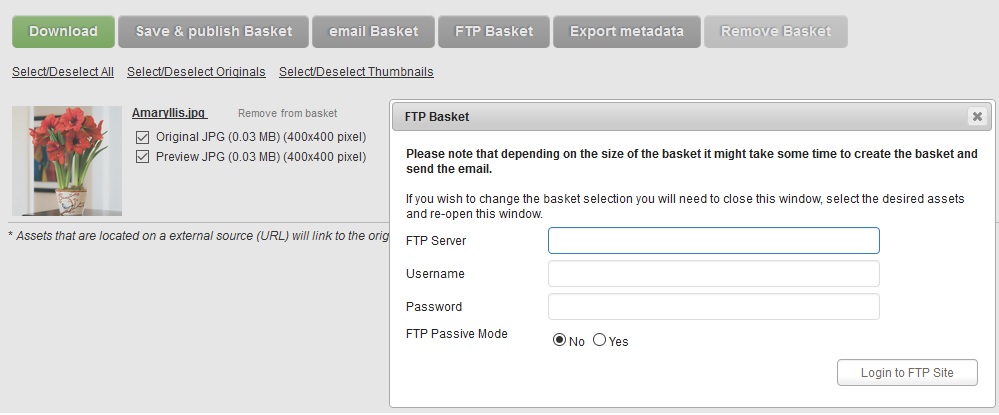 Download
Save & publish Basket
email Basket
FTP Basket
Export metadata
Remove Basket
Select/Deselect All
Select/Deselect Originals
Select/Deselect Thumbnails
Amaryllis.jpg
Remove from basket
Original JPG (0.03 MB) (400x400 pixel)
Preview JPG (0.03 MB) (400x400 pixel)
* Assets that are located on a external source (URL) will link to the orig
FTP Basket
Please note that depending on the size of the basket it might take some time to create the basket and
send the email.
If you wish to change the basket selection you will need to close this window, select the desired assets
and re-open this window.
FTP Server
Username
Password
FTP Passive Mode
No
Yes
Login to FTP Site